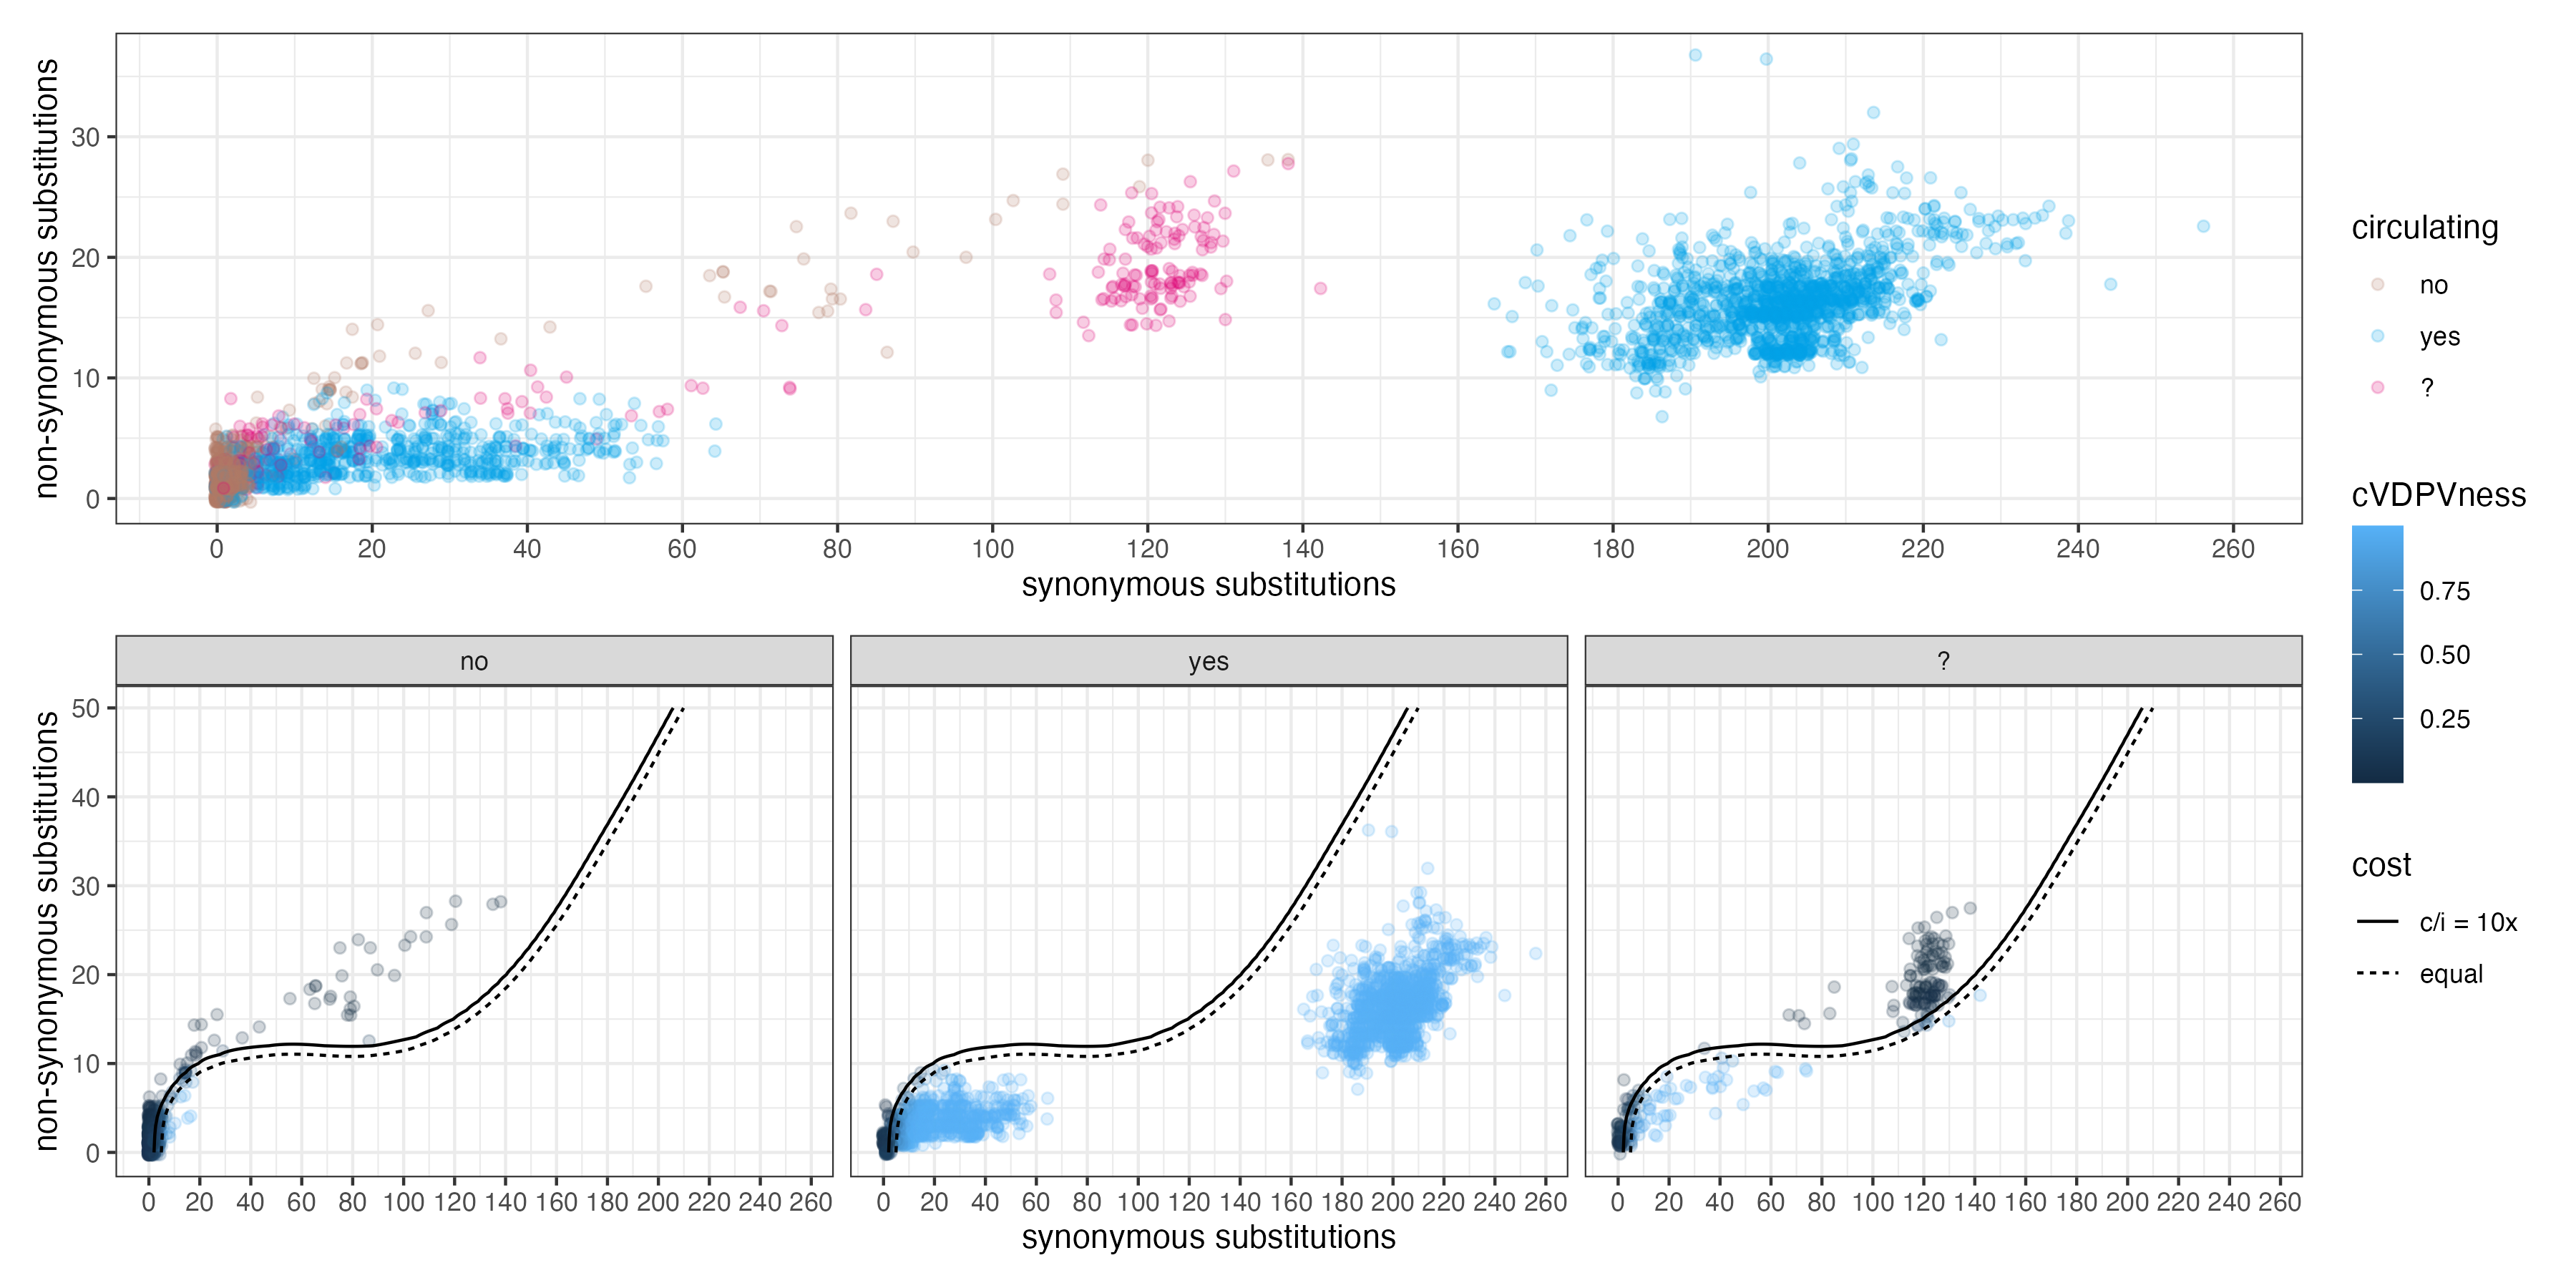 non-synonymous substitutions
30
20
10
0
0 20 40 60 80 100 120 140 160 180 200 220 240 260
synonymous substitutions
circulating
no
yes
?
cVDPVness
0.75
0.50
0.25
cost
c/i = 10x
equal
no yes ?
non-synonymous substitutions
50
40
30
20
10
0
0 20 40 60 80 100 120 140 160 180 200 220 240 260 0 20 40 60 80 100 120 140 160 180 200 220 240 260 0 20 40 60 80 100 120 140 160 180 200 220 240 260
synonymous substitutions